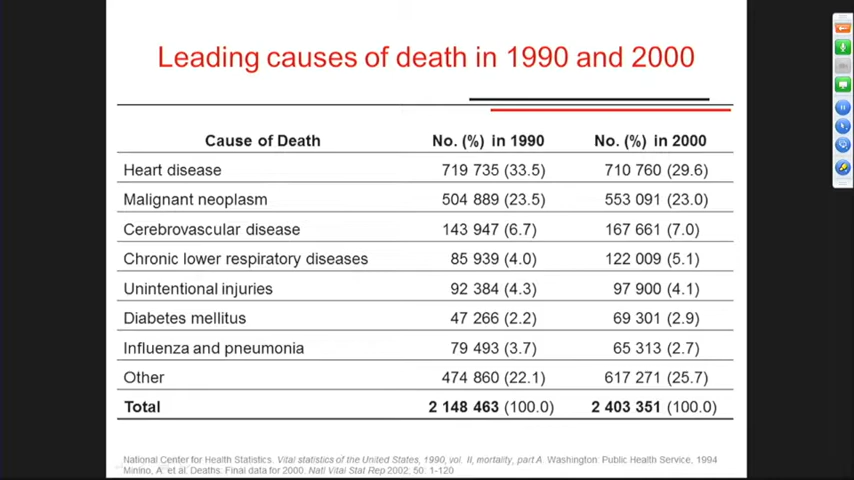 Leading causes of death in 1990 and 2000
Cause of Death No. (%) in 1990 No. (%) in 2000
Heart disease 719 735 (33.5) 710 760 (29.6)
Malignant neoplasm 504 889 (23.5) 553 091 (23.0)
Cerebrovascular disease 143 947 (6.7) 167 661 (7.0)
Chronic lower respiratory diseases 85 939 (4.0) 122 009 (5.1)
Unintentional injuries 92 384 (4.3) 97 900 (4.1)
Diabetes mellitus 47 266 (2.2) 69 301 (2.9)
Influenza and pneumonia 79 493 (3.7) 65 313 (2.7)
Other 474 860 (22.1) 617 271 (25.7)
Total 2 148 463 (100.0) 2 403 351 (100.0)
National Center for Health Statistics. Vital statistics of the United States, 1990, vol. II, mortality, part A. Washington: Public Health Service, 1994
Minino, A. et al. Deaths: Final data for 2000. Natl Vital Stat Rep 2002, 50: 1-120